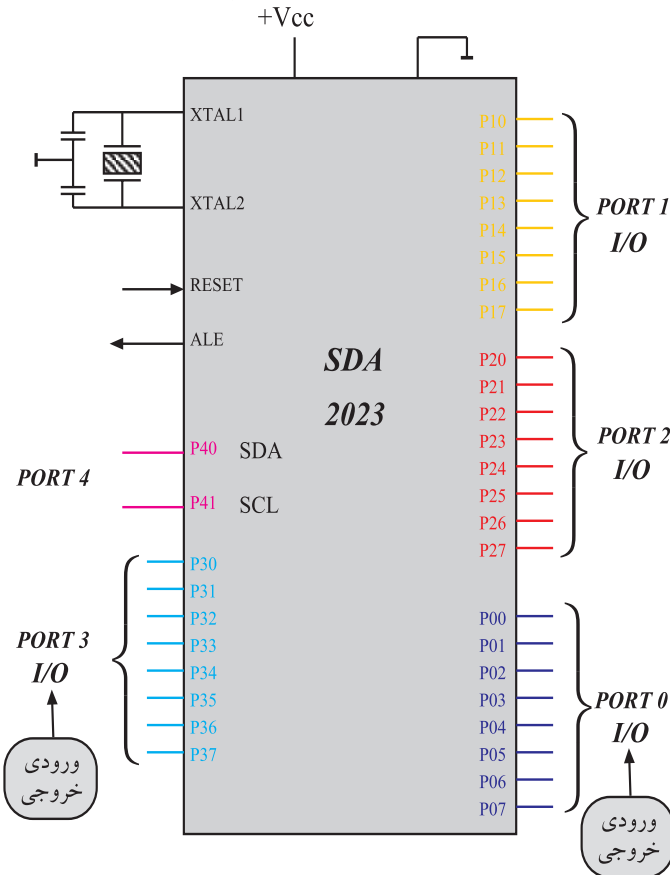 +Vcc
XTAL1
XTAL2
RESET
ALE
SDA
2023
P40 SDA
P41 SCL
PORT 4
P30
P31
P32
P33
P34
P35
P36
P37
PORT 3
I/O
ورودی
خروجی
P10
P11
P12
P13
P14
P15
P16
P17
PORT 1
I/O
P20
P21
P22
P23
P24
P25
P26
P27
PORT 2
I/O
P00
P01
P02
P03
P04
P05
P06
P07
PORT 0
I/O
ورودی
خروجی